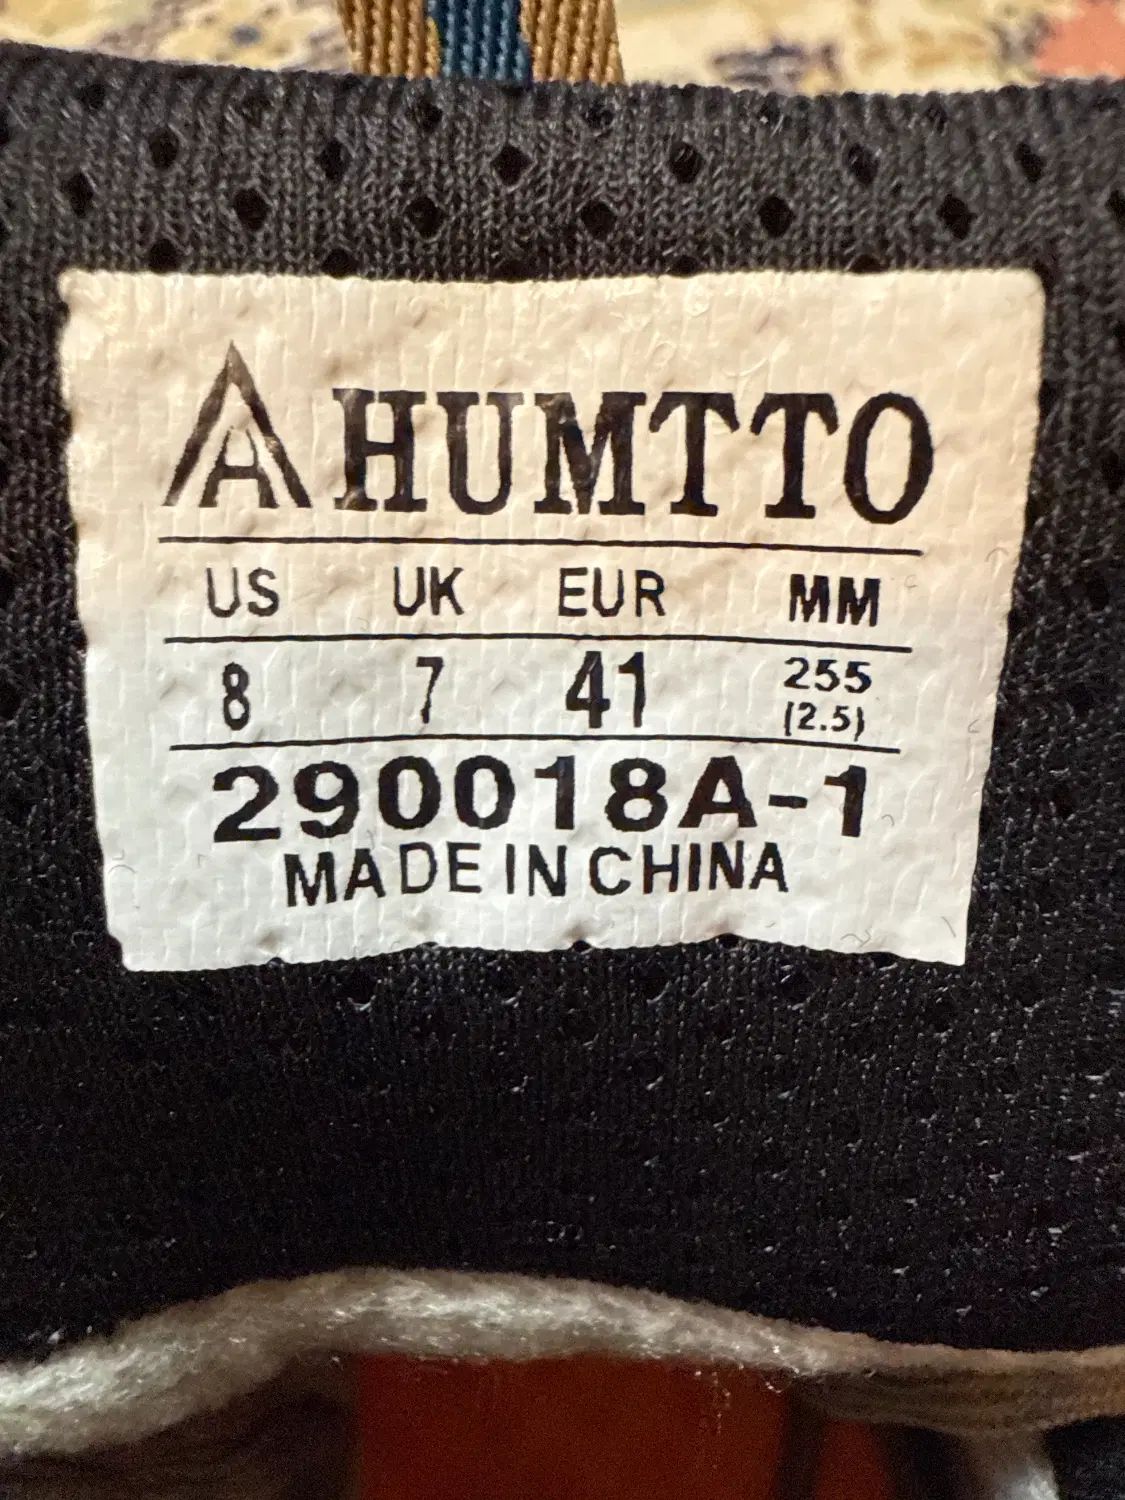 HUMTTO
US UK EUR MM
8 7 41 255
(2.5)
290018A-1
MADE IN CHINA